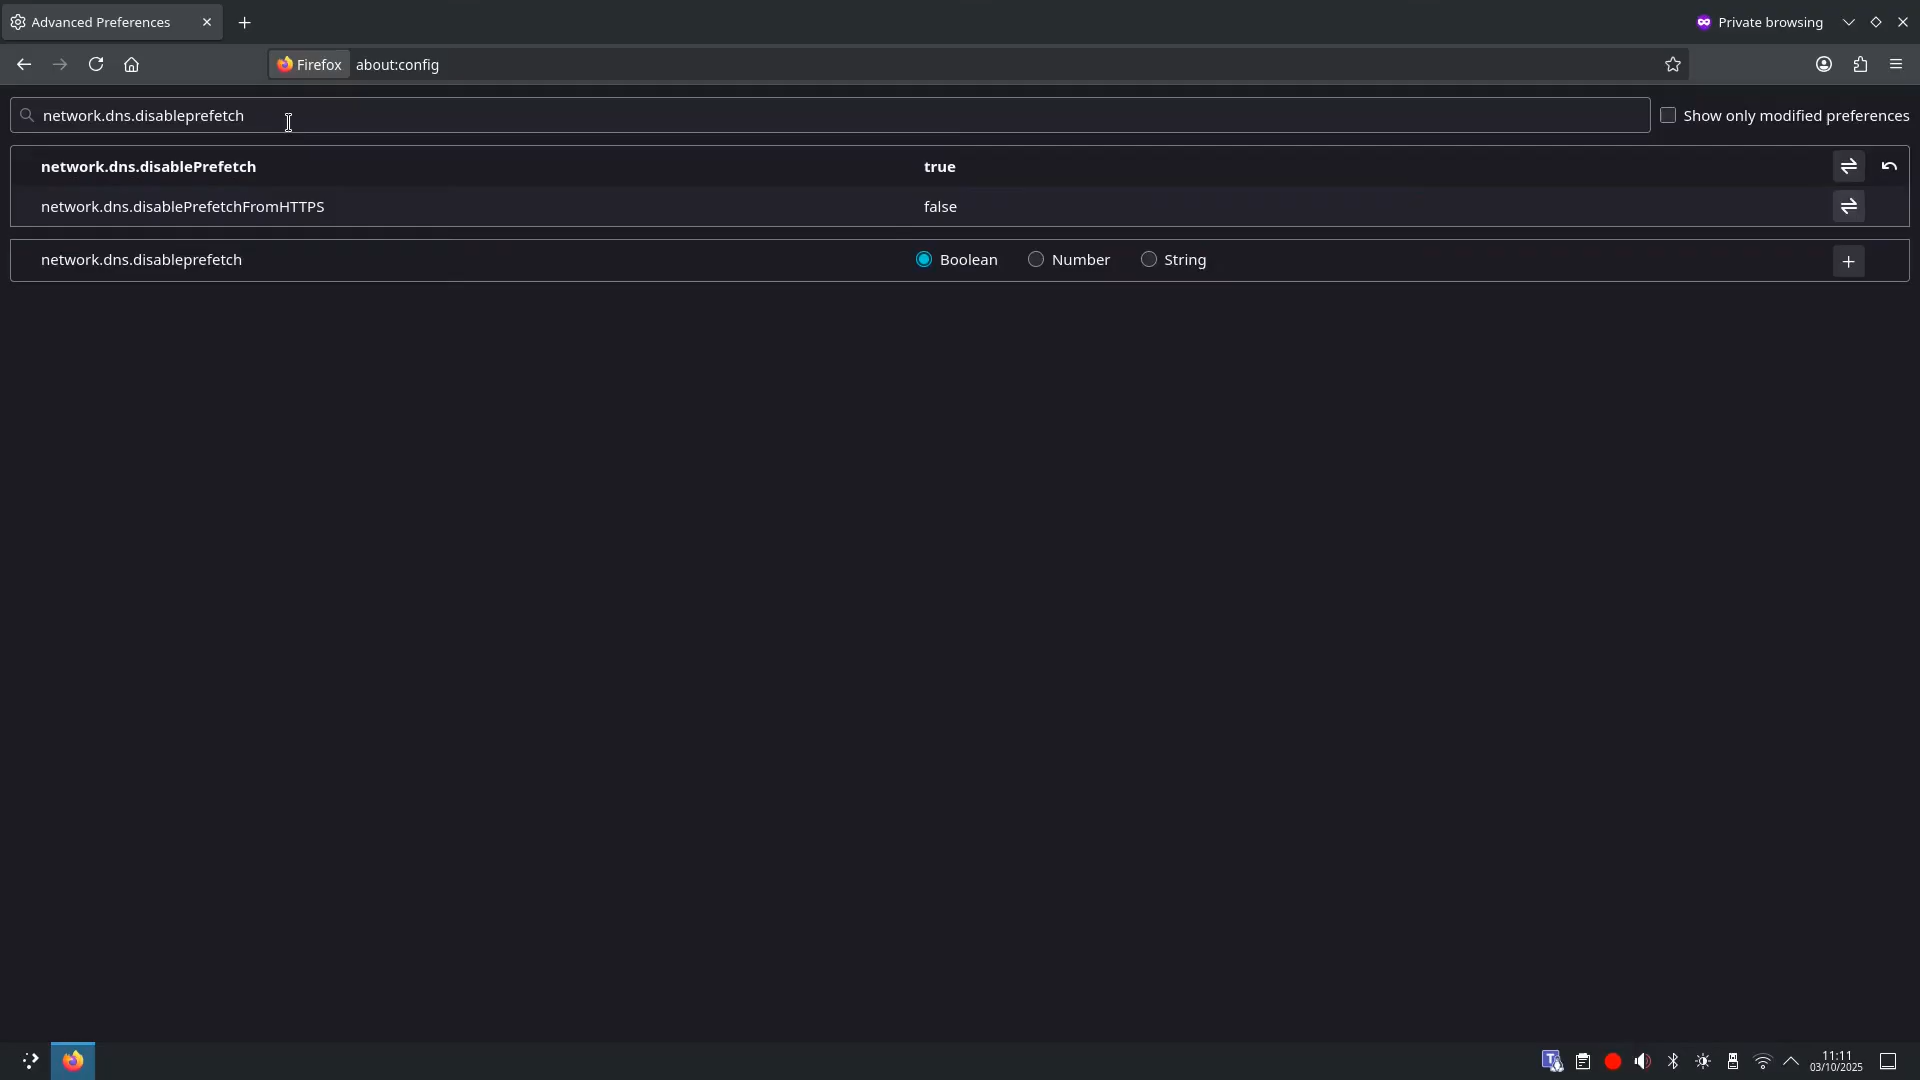 Advanced Preferences
Private browsing
Firefox about:config
network.dns.disableprefetch
Show only modified preferences
network.dns.disablePrefetch true
network.dns.disablePrefetchFromHTTPS false
network.dns.disableprefetch Boolean Number String
11:11
03/10/2025